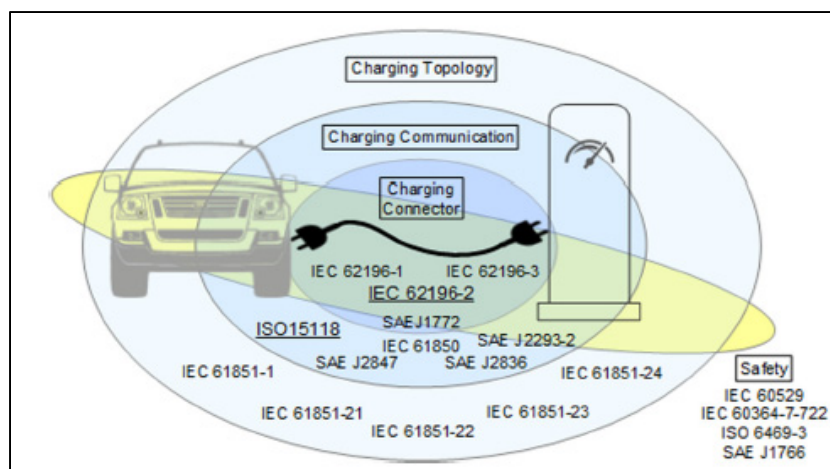 Charging Topology
Charging Communication
Charging
Connector
IEC 62196-1
IEC 62196-3
IEC 62196-2
ISO15118
SAEJ1772
IEC 61850
SAE J2293-2
SAE J2847
SAE J2836
IEC 61851-1
IEC 61851-24
IEC 61851-21
IEC 61851-23
IEC 61851-22
Safety
IEC 60529
IEC 60364-7-722
ISO 6469-3
SAE J1766